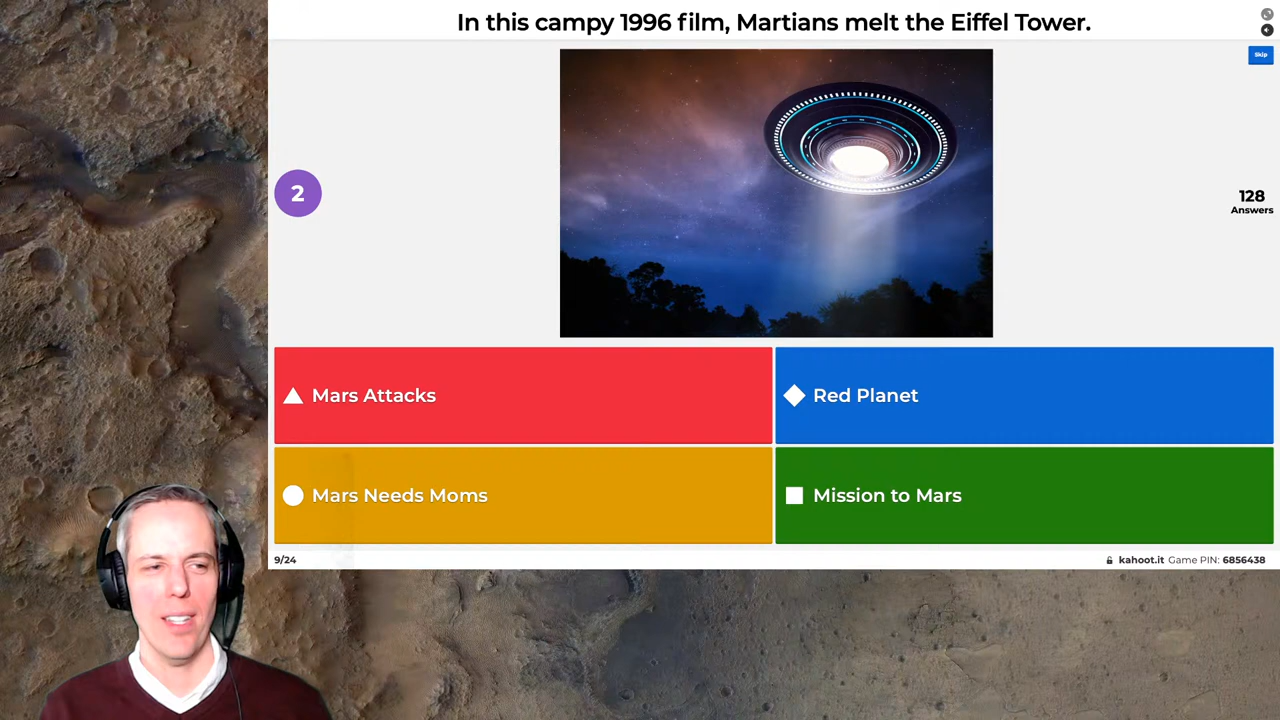 In this campy 1996 film, Martians melt the Eiffel Tower.
Skip
2
128
Answers
Mars Attacks
Red Planet
Mars Needs Moms
Mission to Mars
9/24
kahoot.it Game PIN: 6856438